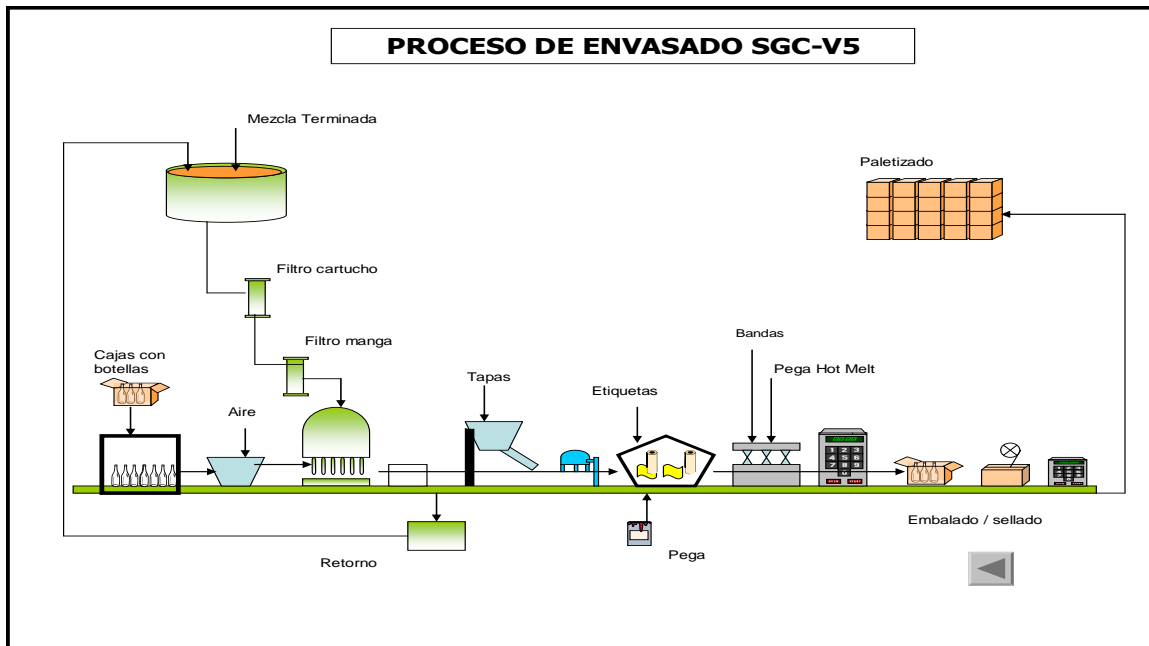 PROCESO DE ENVASADO SGC-V5
Mezcla Terminada
Paletizado
Filtro cartucho
Filtro manga
Bandas
Cajas con
botellas
Pega Hot Melt
Tapas
Etiquetas
Aire
Embalado / sellado
Retorno
Pega